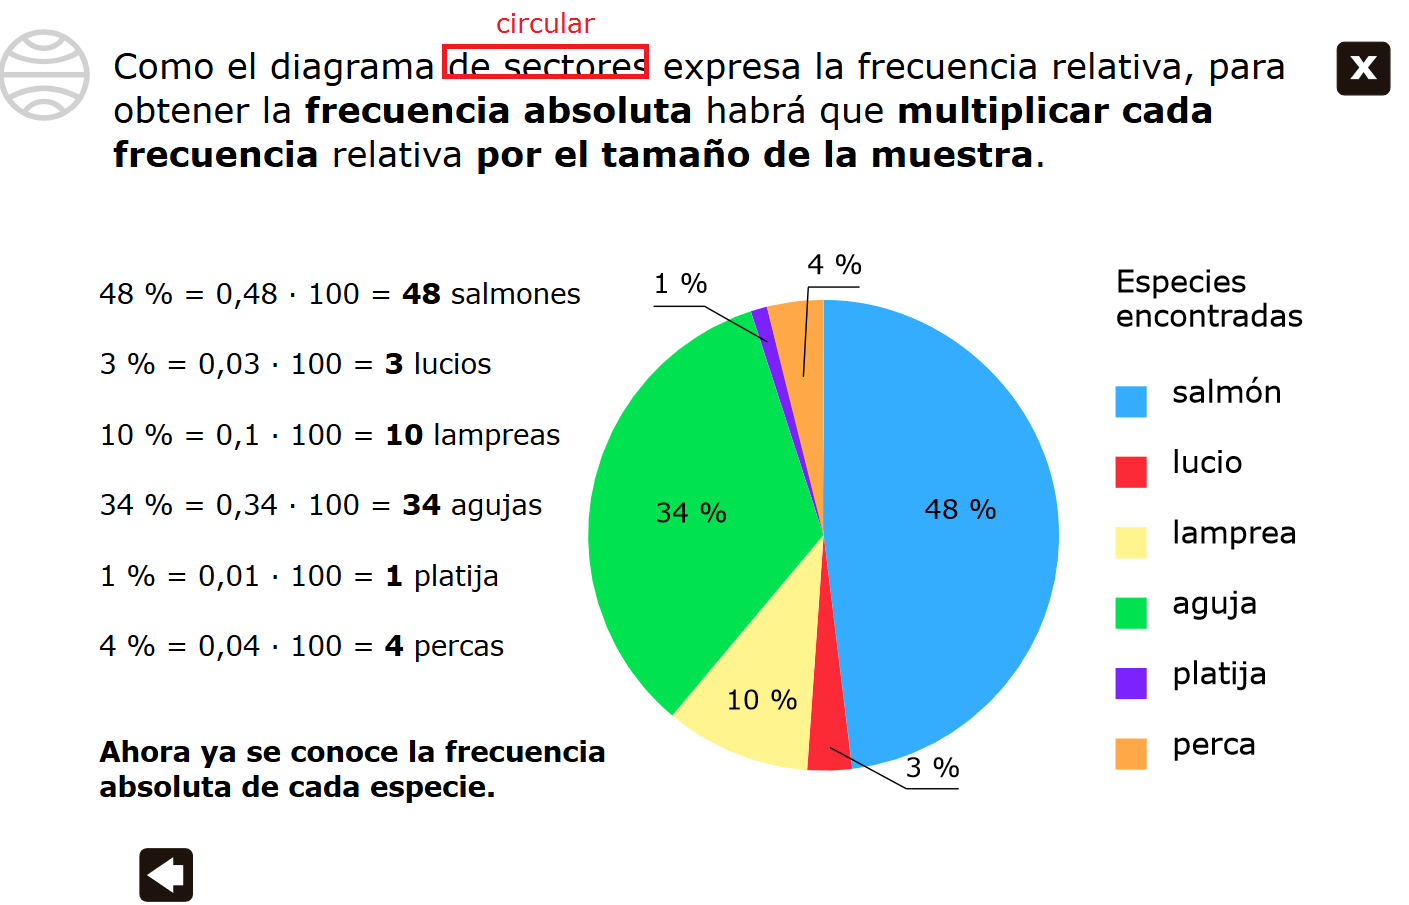 circular
Como el diagrama de sectores expresa la frecuencia relativa, para
obtener la frecuencia absoluta habrá que multiplicar cada
frecuencia relativa por el tamaño de la muestra.
X
48 % = 0,48 · 100 = 48 salmones
3 % = 0,03 · 100 = 3 lucios
10 % = 0,1 · 100 = 10 lampreas
34 % = 0,34 · 100 = 34 agujas
1 % = 0,01 · 100 = 1 platija
4 % = 0,04 · 100 = 4 percas
Ahora ya se conoce la frecuencia
absoluta de cada especie.
1 %
4 %
34 %
48 %
10 %
3 %
Especies
encontradas
salmón
lucio
lamprea
aguja
platija
perca